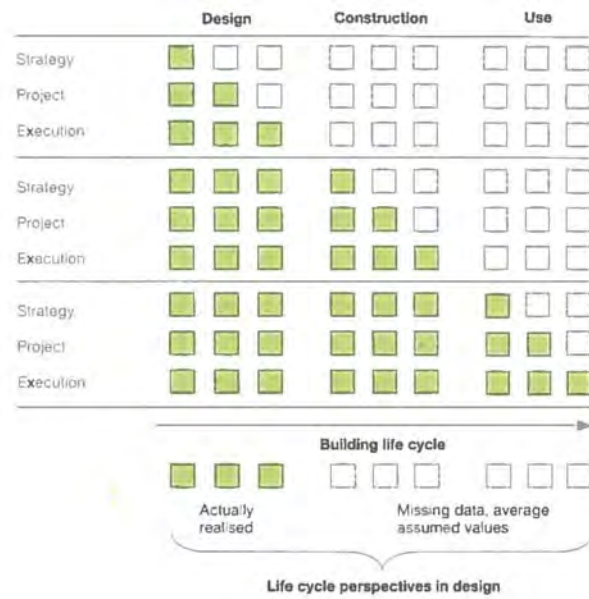 Design Construction Use
Strategy
Project
Execution
Strategy
Project
Execution
Strategy
Project
Execution
Building life cycle
Actually
realised
Missing data, average
assumed values
Life cycle perspectives in design